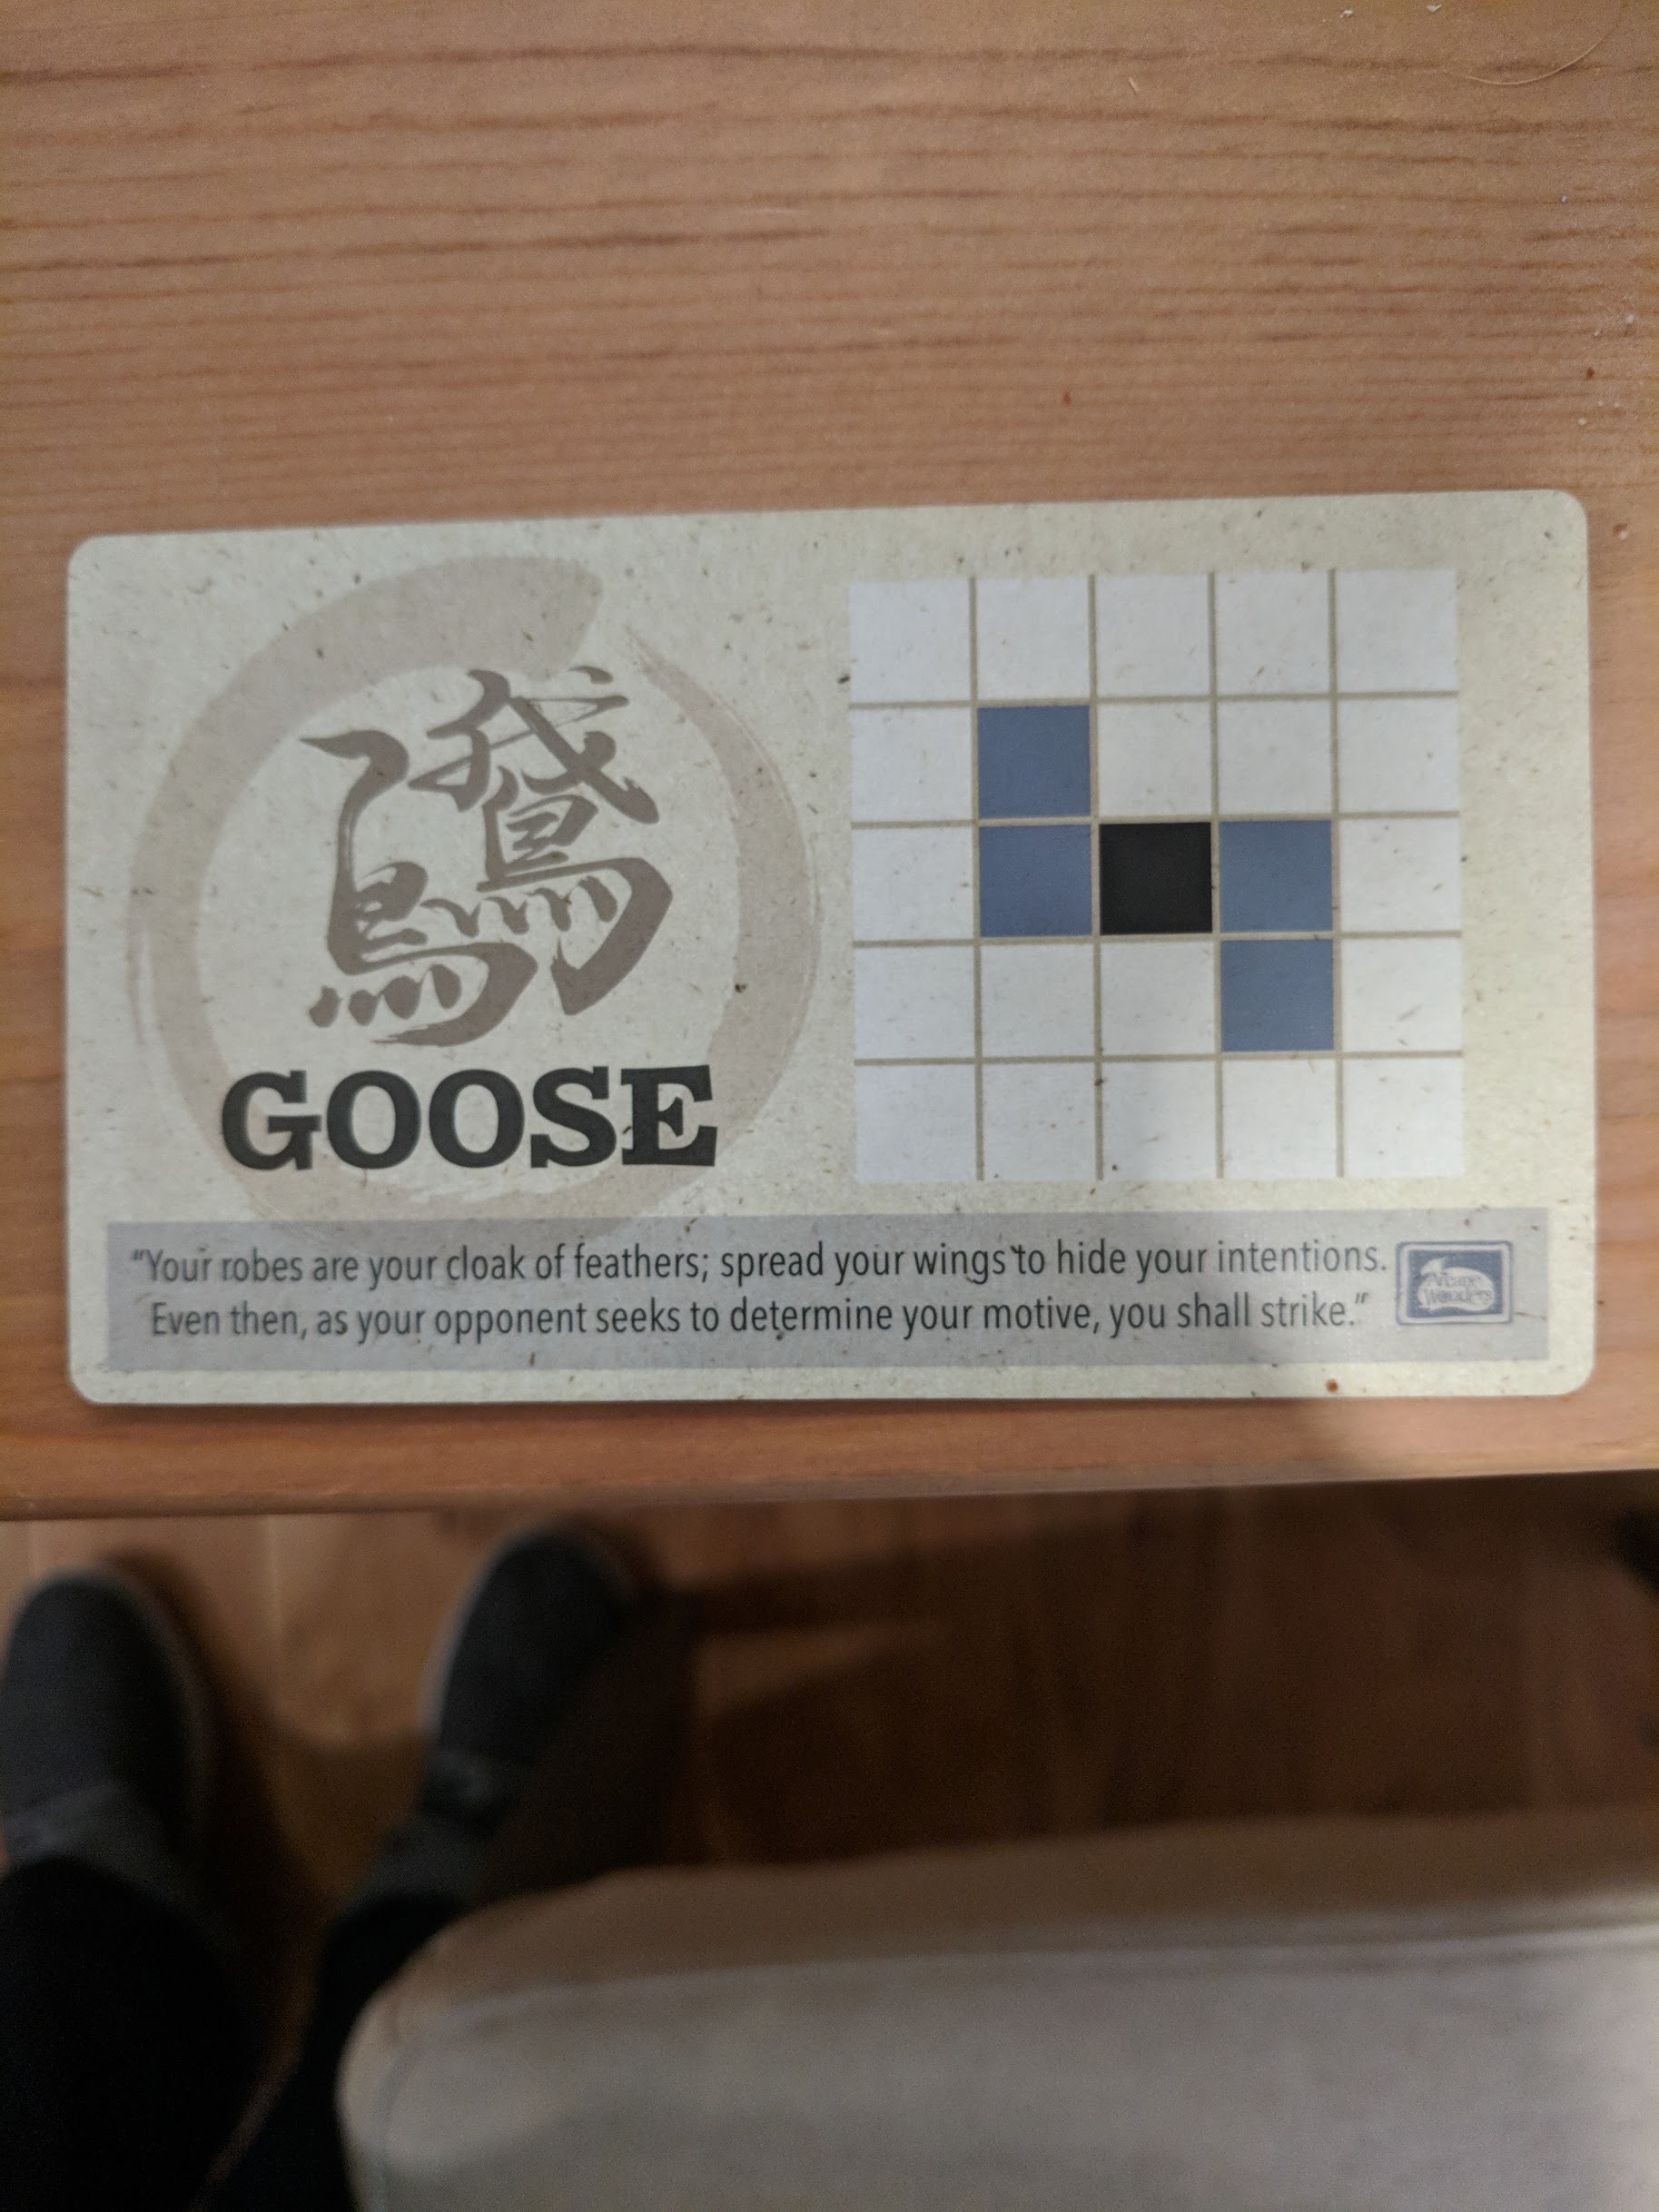 鵞
GOOSE
“Your robes are your cloak of feathers; spread your wings to hide your intentions.
Even then, as your opponent seeks to determine your motive, you shall strike.”
Arcane
Wonders